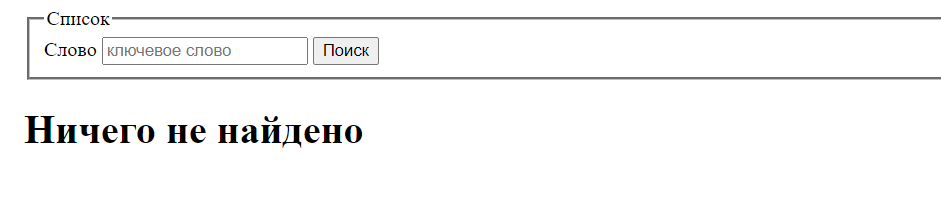 Список
Слово ключевое слово Поиск
Ничего не найдено